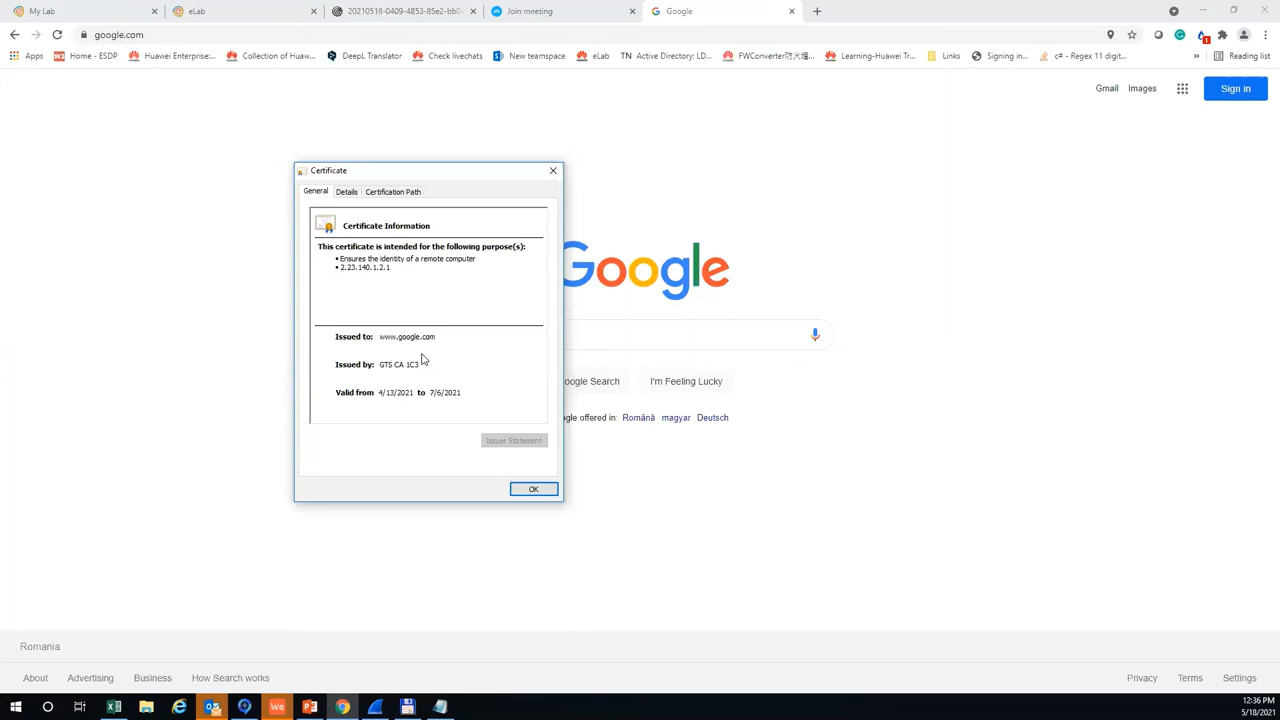 My Lab
eLab
20210518-0409-4853-85e2-bb0
Join meeting
Google
google.com
Apps
Home - ESDP
Huawei Enterprise:...
Collection of Huaw...
DeepL Translator
Check livechats
New teamspace
eLab
TN Active Directory: LD...
Learning-Huawei Tr...
Links
Signing in...
c# - Regex 11 digit...
»
Reading list
Gmail
Images
Sign in
Certificate
General
Details
Certification Path
Certificate Information
This certificate is intended for the following purpose(s):
• Ensures the identity of a remote computer
• 2.23.140.1.2.1
Issued to: www.google.com
Issued by: GTS CA 1C3
Valid from 4/13/2021 to 7/6/2021
Issuer Statement
OK
Google
oogle Search
I'm Feeling Lucky
gle offered in: Română magyar Deutsch
Romania
About
Advertising
Business
How Search works
Privacy
Terms
Settings
We
12:36 PM
5/18/2021